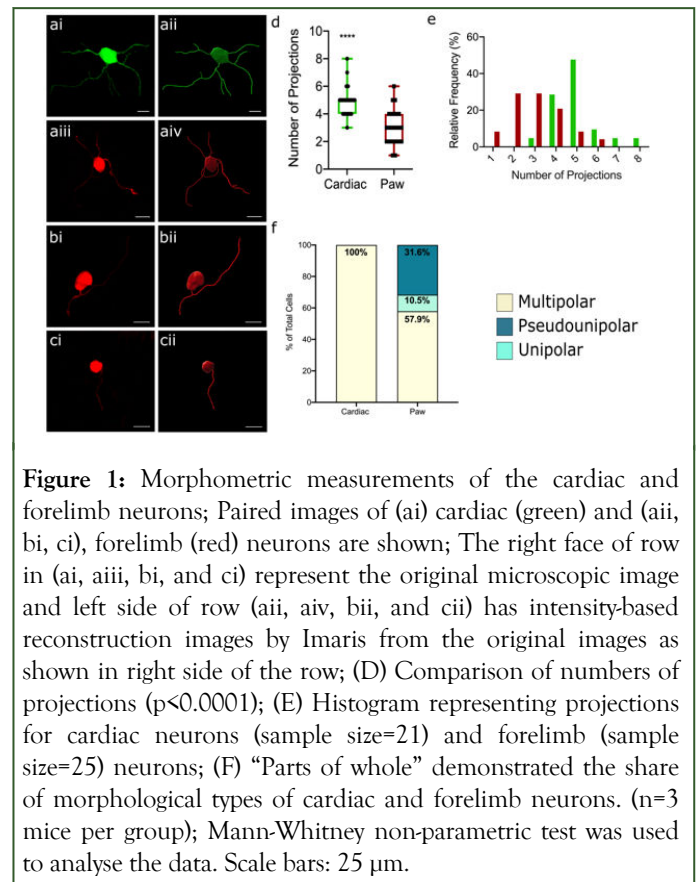 ai
aii
d
e
****
Number of Projections
10
8
6
4
2
0
Cardiac
Paw
Relative Frequency (%)
60
40
20
0
1
2
3
4
5
6
7
8
Number of Projections
aiii
aiv
bi
bii
f
% of Total Cells
100
80
60
40
20
0
100%
31.6%
10.5%
57.9%
Cardiac
Paw
Multipolar
Pseudounipolar
Unipolar
ci
cii
Figure 1: Morphometric measurements of the cardiac and
forelimb neurons; Paired images of (ai) cardiac (green) and (aii,
bi, ci), forelimb (red) neurons are shown; The right face of row
in (ai, aiii, bi, and ci) represent the original microscopic image
and left side of row (aii, aiv, bii, and cii) has intensity-based
reconstruction images by Imaris from the original images as
shown in right side of the row; (D) Comparison of numbers of
projections (p<0.0001); (E) Histogram representing projections
for cardiac neurons (sample size=21) and forelimb (sample
size=25) neurons; (F) “Parts of whole” demonstrated the share
of morphological types of cardiac and forelimb neurons. (n=3
mice per group); Mann-Whitney non-parametric test was used
to analyse the data. Scale bars: 25 µm.